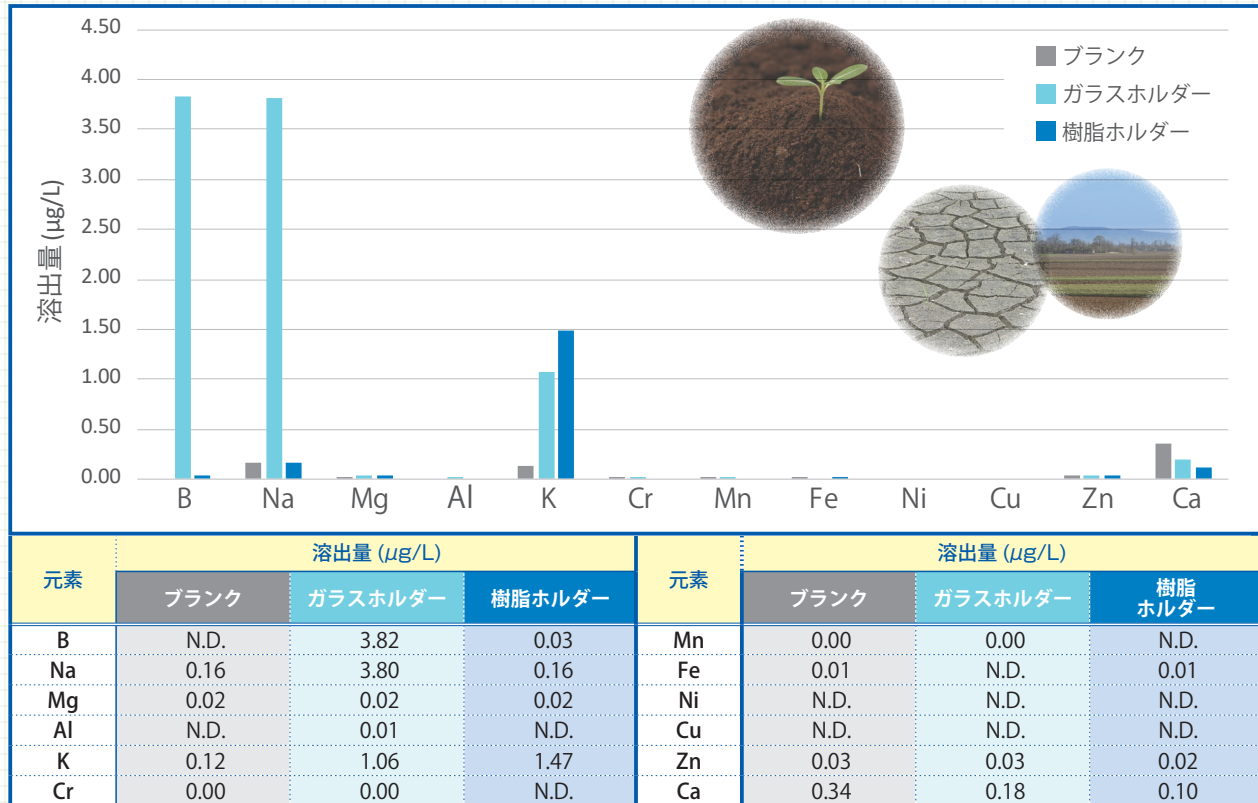 4.50
4.00
3.50
3.00
2.50
2.00
1.50
1.00
0.50
0.00
溶出量 (µg/L)
ブランク
ガラスホルダー
樹脂ホルダー
B Na Mg Al K Cr Mn Fe Ni Cu Zn Ca
元素 溶出量 (µg/L) 元素 溶出量 (µg/L)
ブランク ガラスホルダー 樹脂ホルダー ブランク ガラスホルダー 樹脂
ホルダー
B N.D. 3.82 0.03 Mn 0.00 0.00 N.D.
Na 0.16 3.80 0.16 Fe 0.01 N.D. 0.01
Mg 0.02 0.02 0.02 Ni N.D. N.D. N.D.
Al N.D. 0.01 N.D. Cu N.D. N.D. N.D.
K 0.12 1.06 1.47 Zn 0.03 0.03 0.02
Cr 0.00 0.00 N.D. Ca 0.34 0.18 0.10